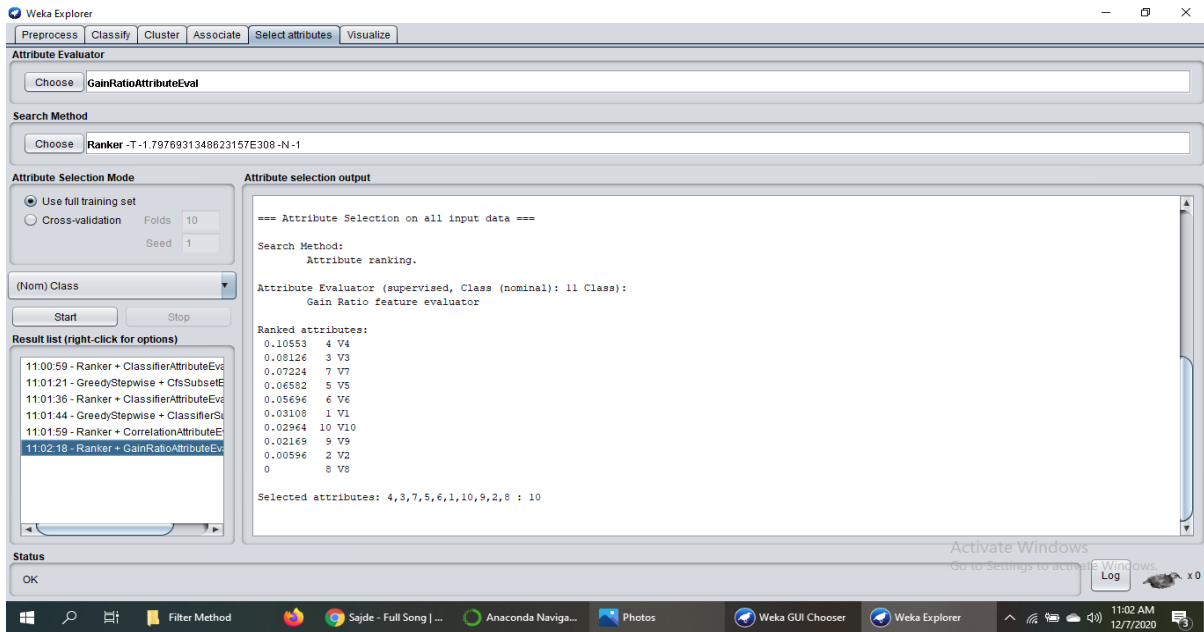 Weka Explorer
Preprocess Classify Cluster Associate Select attributes Visualize
Attribute Evaluator
Choose GainRatioAttributeEval
Search Method
Choose Ranker -T -1.7976931348623157E308 -N -1
Attribute Selection Mode
Use full training set
Cross-validation Folds 10
Seed 1
(Nom) Class
Start Stop
Result list (right-click for options)
11:00:59 - Ranker + ClassifierAttributeEva
11:01:21 - GreedyStepwise + CfsSubsetE
11:01:36 - Ranker + ClassifierAttributeEva
11:01:44 - GreedyStepwise + ClassifierSu
11:01:59 - Ranker + CorrelationAttributeE
11:02:18 - Ranker + GainRatioAttributeEva
Attribute selection output
=== Attribute Selection on all input data ===
Search Method:
Attribute ranking.
Attribute Evaluator (supervised, Class (nominal): 11 Class):
Gain Ratio feature evaluator
Ranked attributes:
0.10553 4 V4
0.08126 3 V3
0.07224 7 V7
0.06582 5 V5
0.05696 6 V6
0.03108 1 V1
0.02964 10 V10
0.02169 9 V9
0.00596 2 V2
0 8 V8
Selected attributes: 4,3,7,5,6,1,10,9,2,8 : 10
Status
OK
Activate Windows
Go to Settings to activate Windows.
Log x 0
Filter Method Sajde - Full Song | ... Anaconda Naviga... Photos Weka GUI Chooser Weka Explorer
11:02 AM
12/7/2020
3